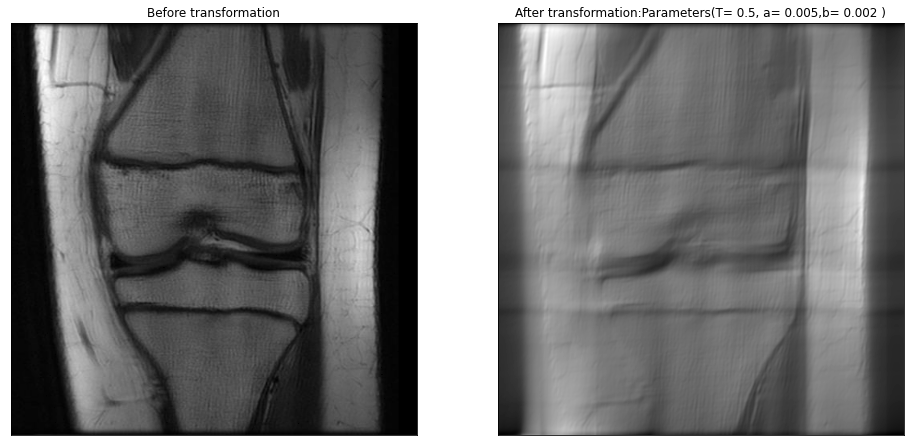 Before transformation
After transformation:Parameters(T= 0.5, a= 0.005,b= 0.002 )